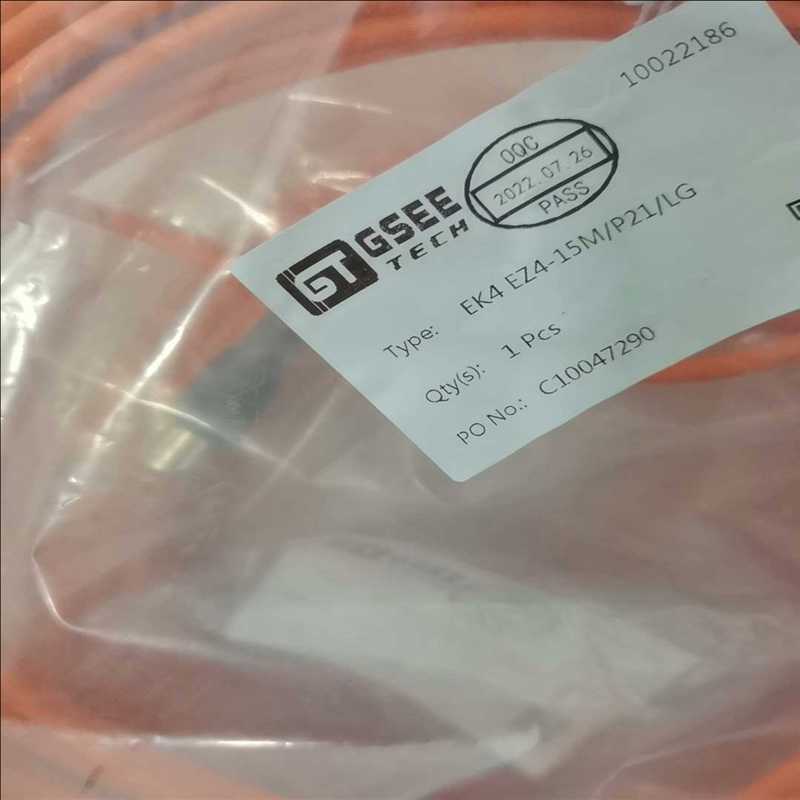 10022186
OQC
2022.07.26
PASS
GT GSEE
TECH
Type: EK4 EZ4-15M/P21/LG
Qty(s): 1 Pcs
PO No.: C10047290